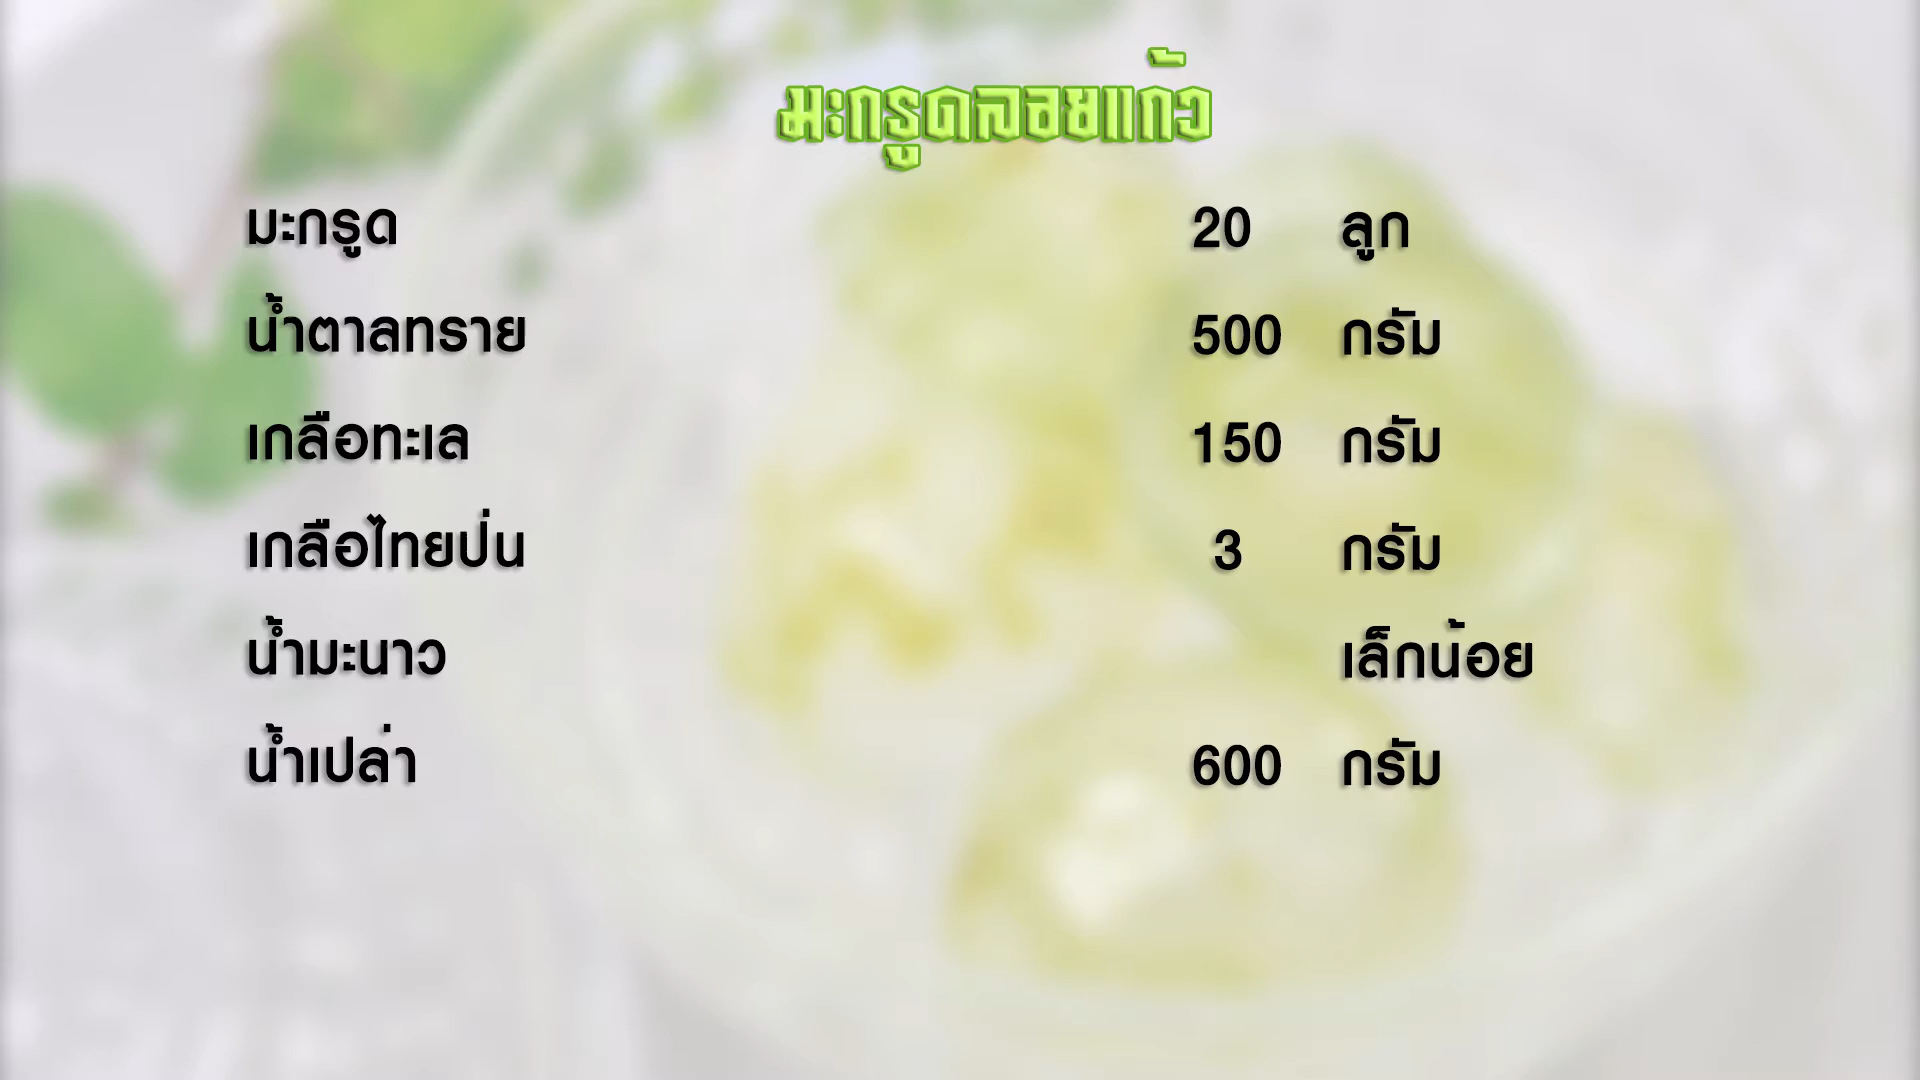 มะกรูดลอยแก้ว
มะกรูด 20 ลูก
น้ำตาลทราย 500 กรัม
เกลือทะเล 150 กรัม
เกลือไทยป่น 3 กรัม
น้ำมะนาว เล็กน้อย
น้ำเปล่า 600 กรัม